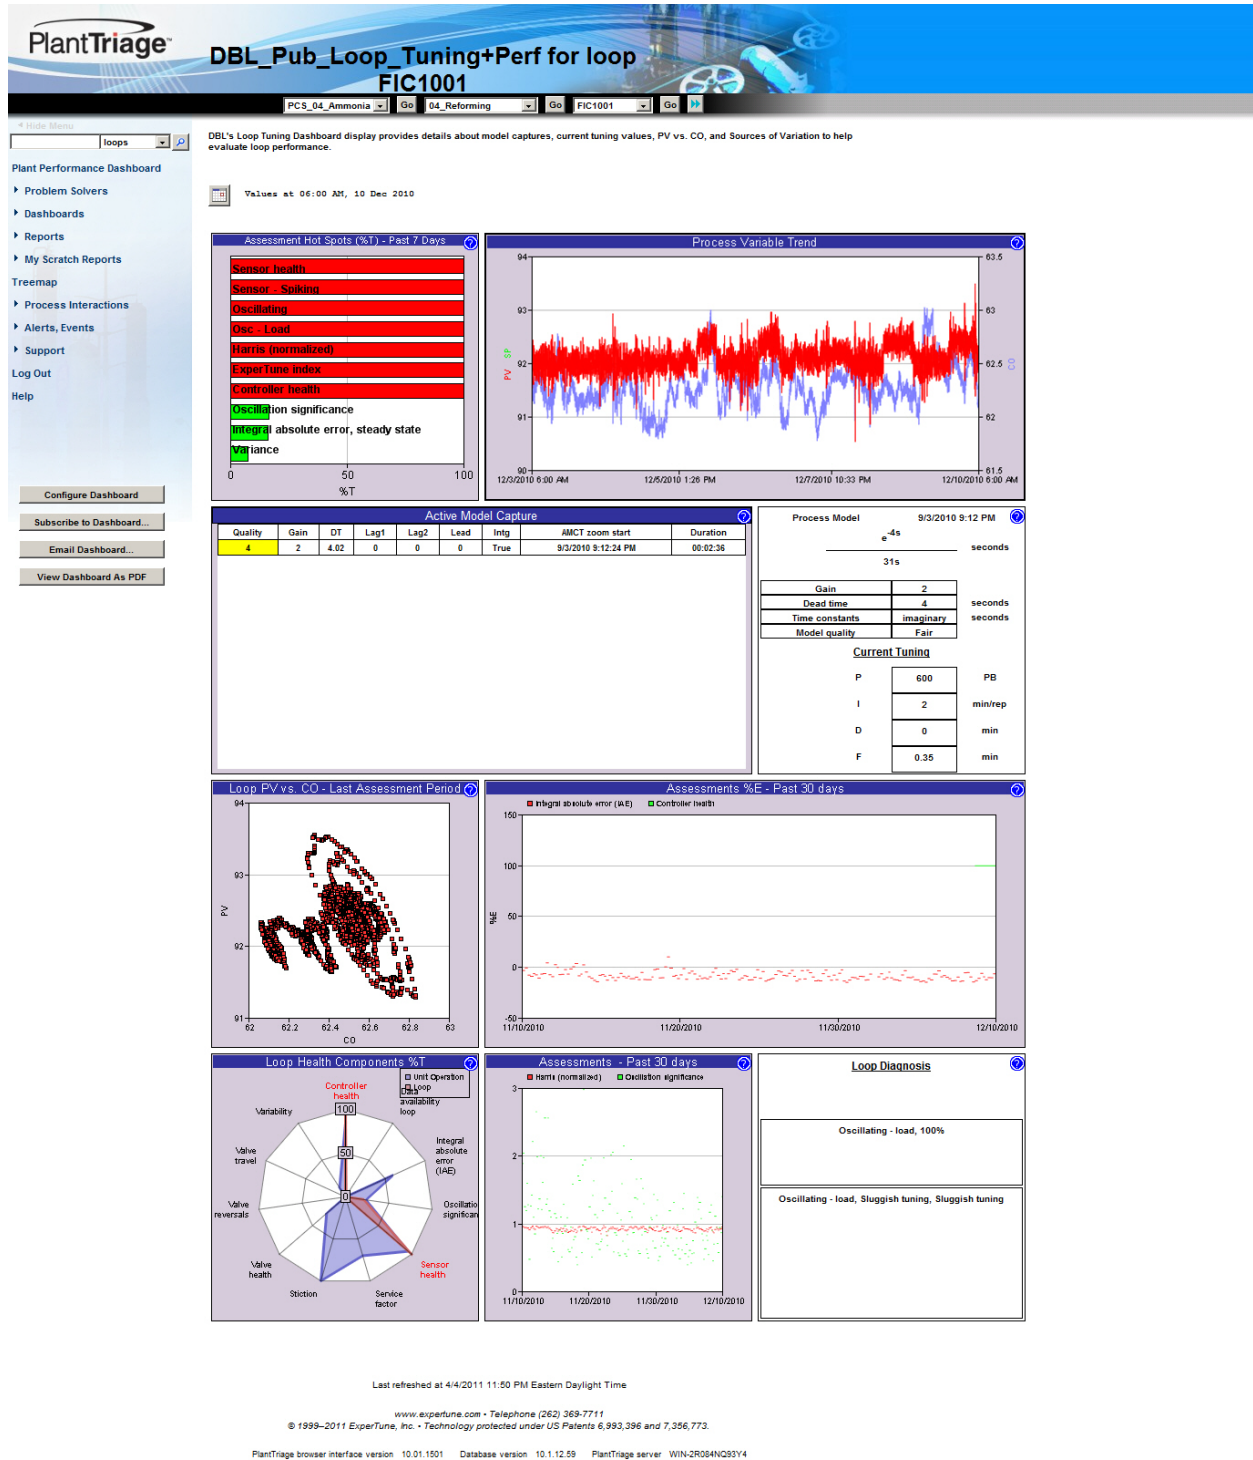 PlantTriage™
DBL_Pub_Loop_Tuning+Perf for loop
FIC1001
PCS_04_Ammonia Go 04_Reforming Go FIC1001 Go
Hide Menu
loops
DBL's Loop Tuning Dashboard display provides details about model captures, current tuning values, PV vs. CO, and Sources of Variation to help
evaluate loop performance.
Plant Performance Dashboard
Problem Solvers
Dashboards
Reports
My Scratch Reports
Treemap
Process Interactions
Alerts, Events
Support
Log Out
Help
Configure Dashboard
Subscribe to Dashboard...
Email Dashboard...
View Dashboard As PDF
Values at 06:00 AM, 10 Dec 2010
Assessment Hot Spots (%T) - Past 7 Days
Sensor health
Sensor - Spiking
Oscillating
Osc - Load
Harris (normalized)
ExperTune index
Controller health
Oscillation significance
Integral absolute error, steady state
Variance
0 50 100
%T
Process Variable Trend
94 63.5
93 63
92 62.5
91 62
90 61.5
PV SP
CO
12/3/2010 6:00 AM 12/5/2010 1:26 PM 12/7/2010 10:33 PM 12/10/2010 6:00 AM
Active Model Capture
Quality Gain DT Lag1 Lag2 Lead Intg AMCT zoom start Duration
4 2 4.02 0 0 0 True 9/3/2010 9:12:24 PM 00:02:36
Process Model 9/3/2010 9:12 PM
e-4s
seconds
31s
Gain 2
Dead time 4 seconds
Time constants imaginary seconds
Model quality Fair
Current Tuning
P 600 PB
I 2 min/rep
D 0 min
F 0.35 min
Loop PV vs. CO - Last Assessment Period
94
93
92
91
PV
62 62.2 62.4 62.6 62.8 63
CO
Assessments %E - Past 30 days
Integral absolute error (IAE) Controller health
150
100
50
0
-50
%E
11/10/2010 11/20/2010 11/30/2010 12/10/2010
Loop Health Components %T
Unit Operation
Loop
Controller
health
Data
availability
loop
Integral
absolute
error
(IAE)
Oscillatio
significan
Sensor
health
Service
factor
Stiction
Valve
health
Valve
reversals
Valve
travel
Variability
100
50
0
Assessments - Past 30 days
Harris (normalized) Oscillation significance
3
2
1
0
11/10/2010 11/20/2010 11/30/2010 12/10/2010
Loop Diagnosis
Oscillating - load, 100%
Oscillating - load, Sluggish tuning, Sluggish tuning
Last refreshed at 4/4/2011 11:50 PM Eastern Daylight Time
www.expertune.com • Telephone (262) 369-7711
© 1999–2011 ExperTune, Inc. • Technology protected under US Patents 6,993,396 and 7,356,773.
PlantTriage browser interface version 10.01.1501 Database version 10.1.12.59 PlantTriage server WIN-2R084NQ93Y4